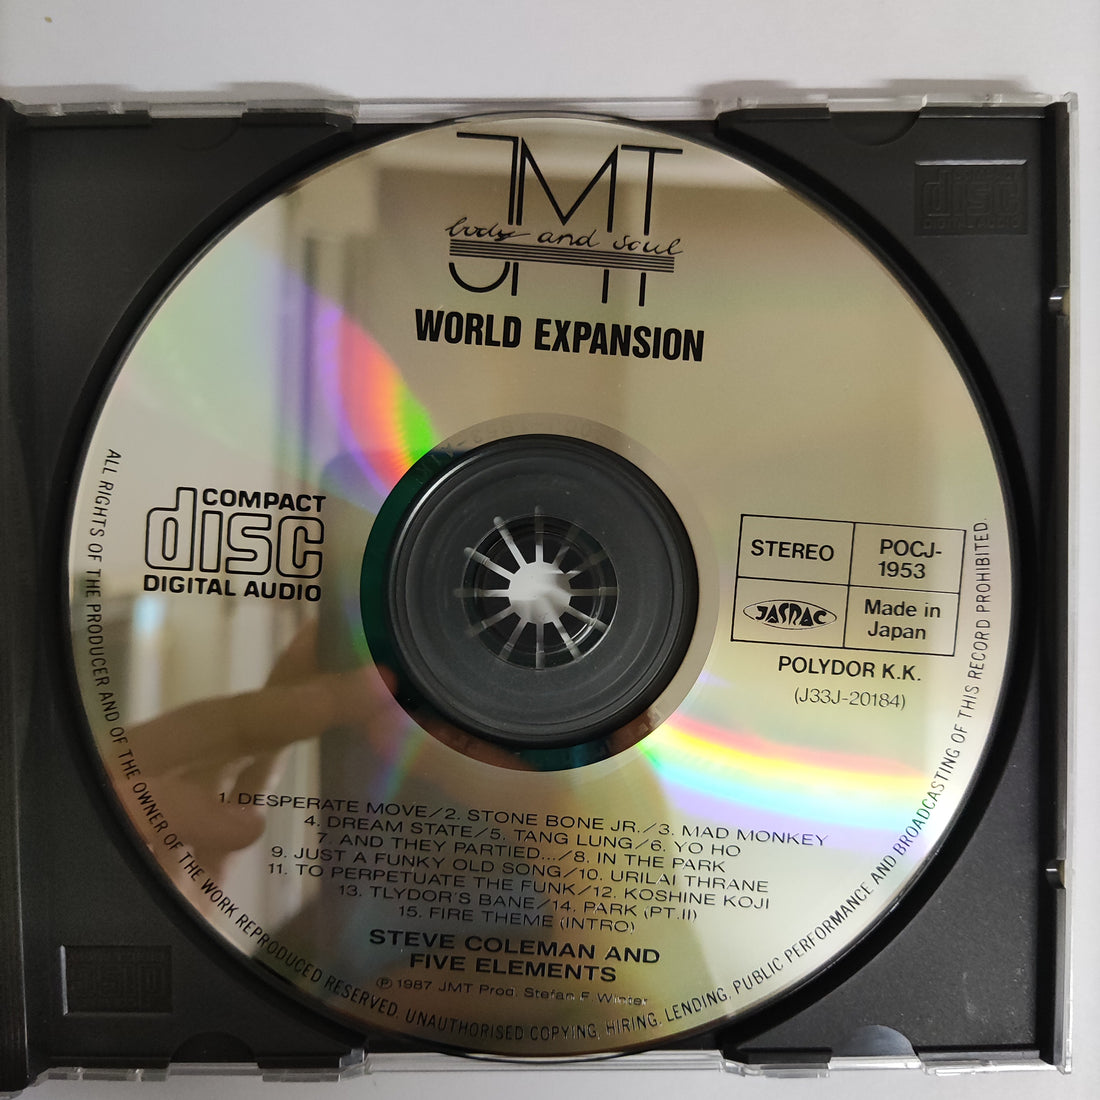 JMT
body and soul
WORLD EXPANSION
COMPACT
disc
DIGITAL AUDIO
STEREO
POCJ-
1953
JASRAC
Made in
Japan
POLYDOR K.K.
(J33J-20184)
1. DESPERATE MOVE/2. STONE BONE JR./3. MAD MONKEY
4. DREAM STATE/5. TANG LUNG/6. YO HO
7. AND THEY PARTIED.../8. IN THE PARK
9. JUST A FUNKY OLD SONG/10. URILAI THRANE
11. TO PERPETUATE THE FUNK/12. KOSHINE KOJI
13. TLYDOR'S BANE/14. PARK (PT.II)
15. FIRE THEME (INTRO)
STEVE COLEMAN AND
FIVE ELEMENTS
℗ 1987 JMT Prod. Stefan F. Winter
ALL RIGHTS OF THE PRODUCER AND OF THE OWNER OF THE WORK REPRODUCED RESERVED. UNAUTHORISED COPYING, HIRING, LENDING, PUBLIC PERFORMANCE AND BROADCASTING OF THIS RECORD PROHIBITED.
COMPACT
disc
DIGITAL AUDIO